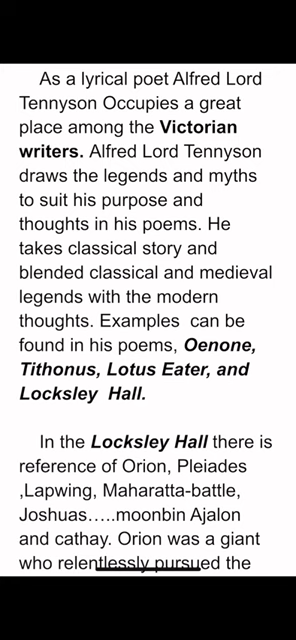 As a lyrical poet Alfred Lord
Tennyson Occupies a great
place among the Victorian
writers. Alfred Lord Tennyson
draws the legends and myths
to suit his purpose and
thoughts in his poems. He
takes classical story and
blended classical and medieval
legends with the modern
thoughts. Examples can be
found in his poems, Oenone,
Tithonus, Lotus Eater, and
Locksley Hall.
In the Locksley Hall there is
reference of Orion, Pleiades
,Lapwing, Maharatta-battle,
Joshuas…..moonbin Ajalon
and cathay. Orion was a giant
who relentlessly pursued the